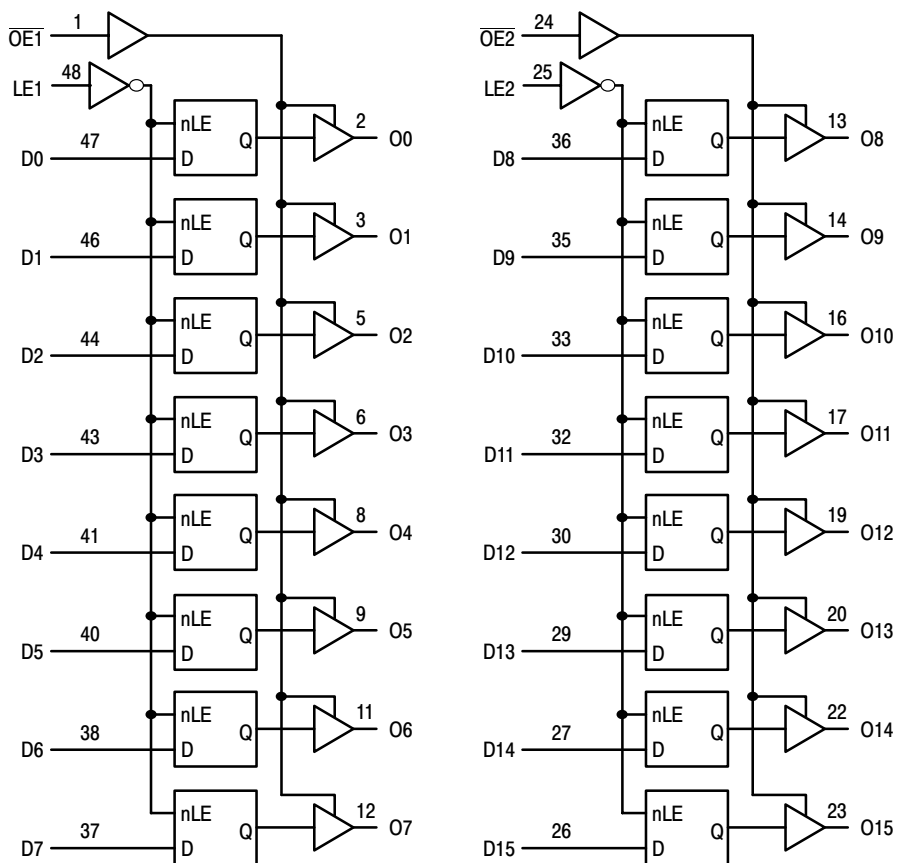 OE1 1
LE1 48
nLE
Q
D
D0 47
2 O0
nLE
Q
D
D1 46
3 O1
nLE
Q
D
D2 44
5 O2
nLE
Q
D
D3 43
6 O3
nLE
Q
D
D4 41
8 O4
nLE
Q
D
D5 40
9 O5
nLE
Q
D
D6 38
11 O6
nLE
Q
D
D7 37
12 O7
OE2 24
LE2 25
nLE
Q
D
D8 36
13 O8
nLE
Q
D
D9 35
14 O9
nLE
Q
D
D10 33
16 O10
nLE
Q
D
D11 32
17 O11
nLE
Q
D
D12 30
19 O12
nLE
Q
D
D13 29
20 O13
nLE
Q
D
D14 27
22 O14
nLE
Q
D
D15 26
23 O15